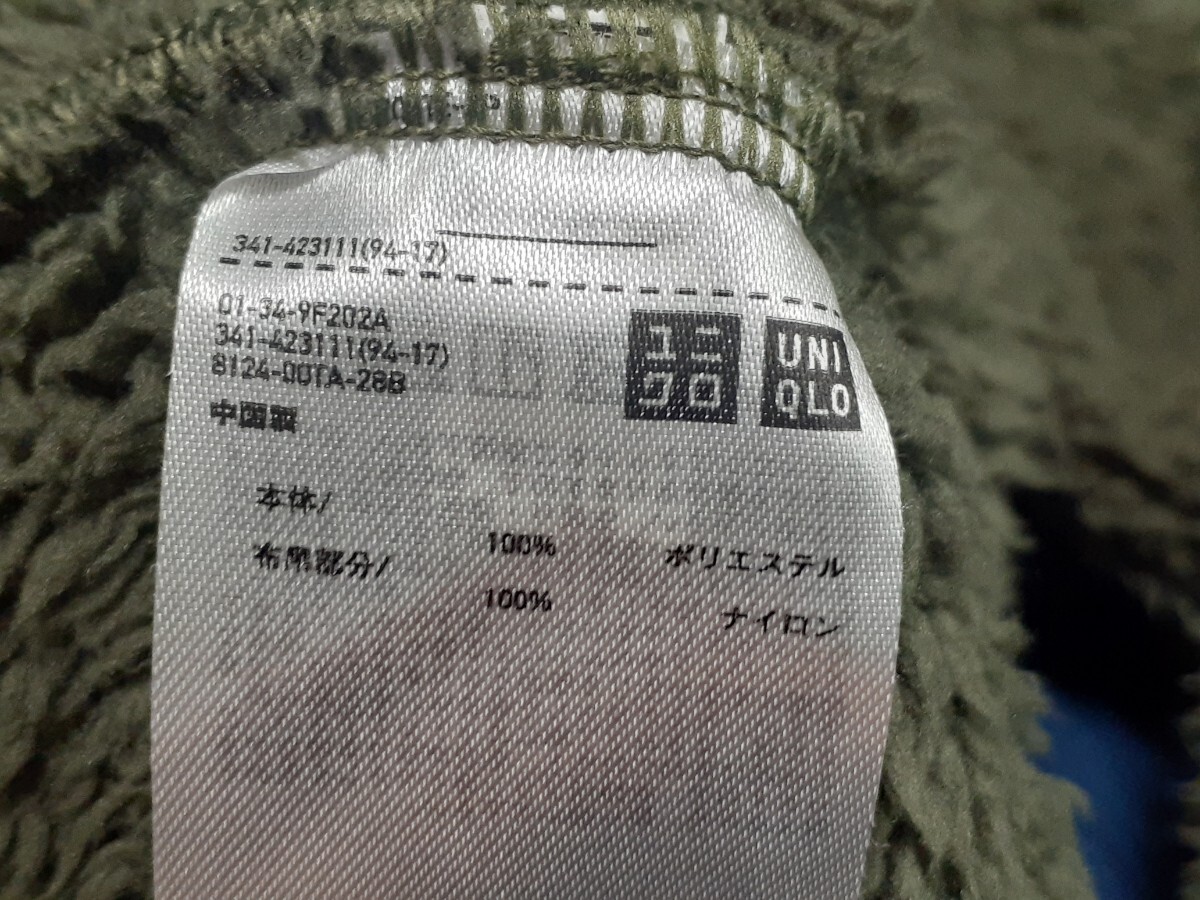 341-423111(94-17)
01-34-9F202A
341-423111(94-17)
8124-001A-28B
中国製
ユニ
クロ
UNI
QLO
本体/
100% ポリエステル
布帛部分/
100% ナイロン